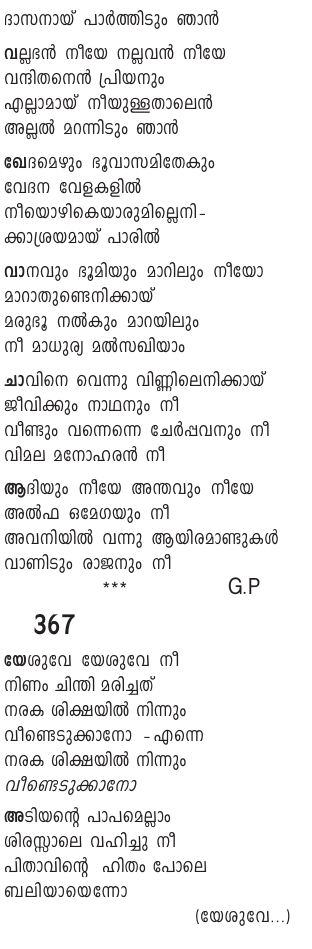 ദാസനായ് പാർത്തിടും ഞാൻ
വല്ലഭൻ നീയേ നല്ലവൻ നീയേ
വന്ദിതനെൻ പ്രിയനും
എല്ലാമായ് നീയുള്ളതാലെൻ
അല്ലൽ മറന്നിടും ഞാൻ
ഖേദമെഴും ഭൂവാസമിതേകും
വേദന വേളകളിൽ
നീയൊഴികെയാരുമില്ലെനി-
ക്കാശ്രയമായ് പാരിൽ
വാനവും ഭൂമിയും മാറിലും നീയോ
മാറാതുണ്ടെനിക്കായ്
മരുഭൂ നൽകും മാറയിലും
നീ മാധുര്യ മൽസഖിയാം
ചാവിനെ വെന്നു വിണ്ണിലെനിക്കായ്
ജീവിക്കും നാഥനും നീ
വീണ്ടും വന്നെന്നെ ചേർപ്പവനും നീ
വിമല മനോഹരൻ നീ
ആദിയും നീയേ അന്തവും നീയേ
അൽഫ ഒമേഗയും നീ
അവനിയിൽ വന്നു ആയിരമാണ്ടുകൾ
വാണിടും രാജനും നീ
*** G.P
367
യേശുവേ യേശുവേ നീ
നിണം ചിന്തി മരിച്ചത്
നരക ശിക്ഷയിൽ നിന്നും
വീണ്ടെടുക്കാനോ -എന്നെ
നരക ശിക്ഷയിൽ നിന്നും
വീണ്ടെടുക്കാനോ
അടിയന്റെ പാപമെല്ലാം
ശിരസ്സാലെ വഹിച്ചു നീ
പിതാവിന്റെ ഹിതം പോലെ
ബലിയായെന്നോ
(യേശുവേ...)